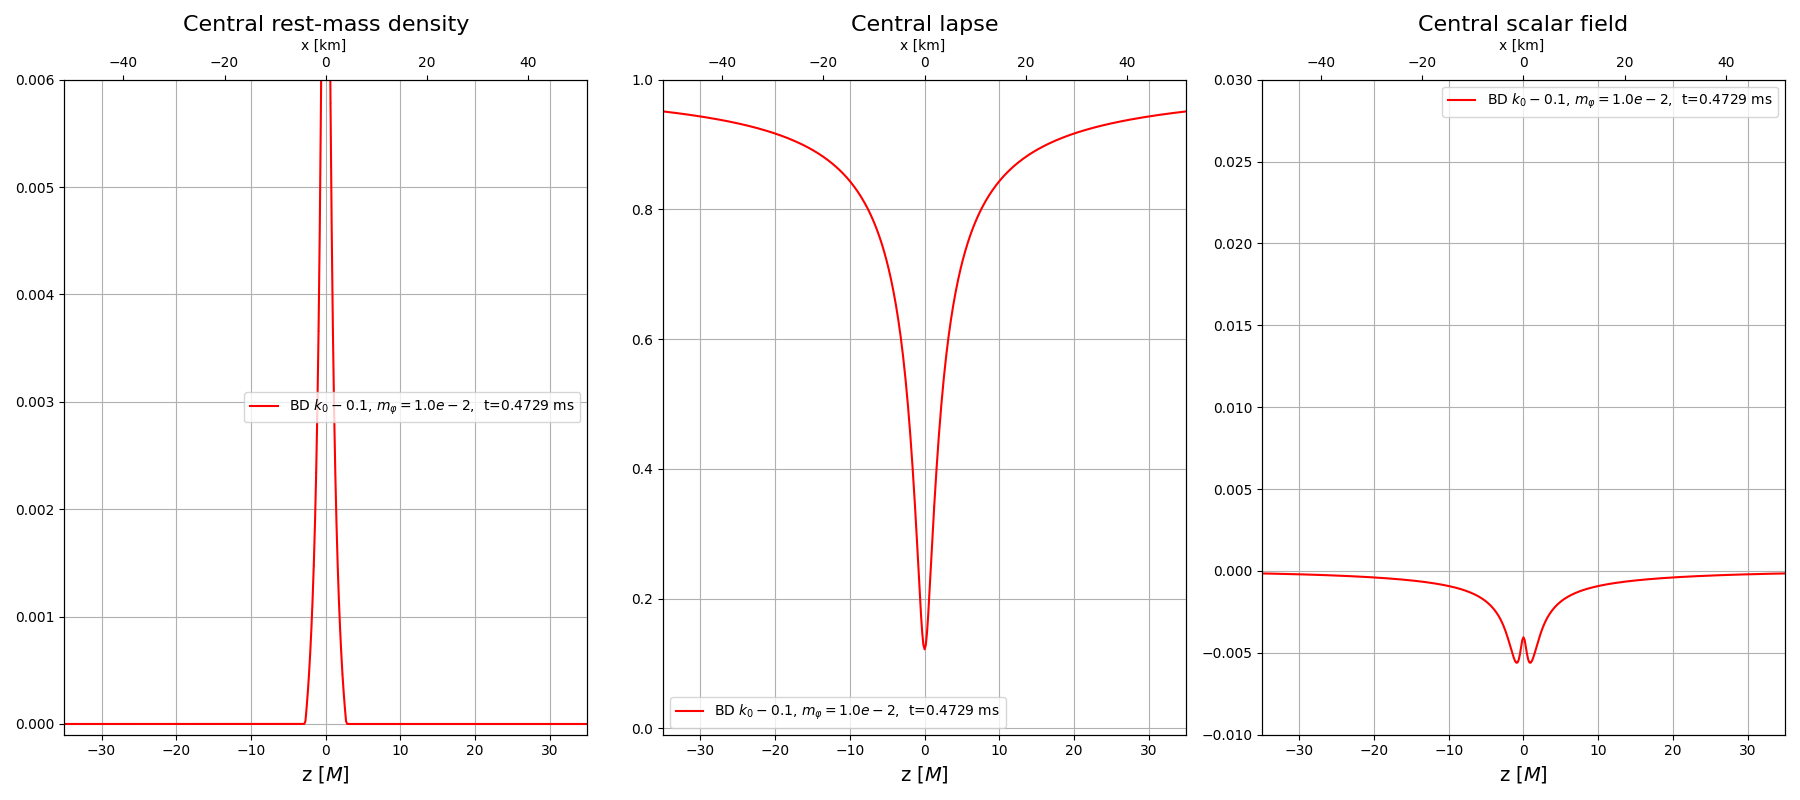 Central rest-mass density
x [km]
−40 −20 0 20 40
0.006
0.005
0.004
0.003
0.002
0.001
0.000
BD k₀ − 0.1, mᵩ = 1.0e − 2, t=0.4729 ms
−30 −20 −10 0 10 20 30
z [M]
Central lapse
x [km]
−40 −20 0 20 40
1.0
0.8
0.6
0.4
0.2
0.0
BD k₀ − 0.1, mᵩ = 1.0e − 2, t=0.4729 ms
−30 −20 −10 0 10 20 30
z [M]
Central scalar field
x [km]
−40 −20 0 20 40
BD k₀ − 0.1, mᵩ = 1.0e − 2, t=0.4729 ms
0.030
0.025
0.020
0.015
0.010
0.005
0.000
−0.005
−0.010
−30 −20 −10 0 10 20 30
z [M]